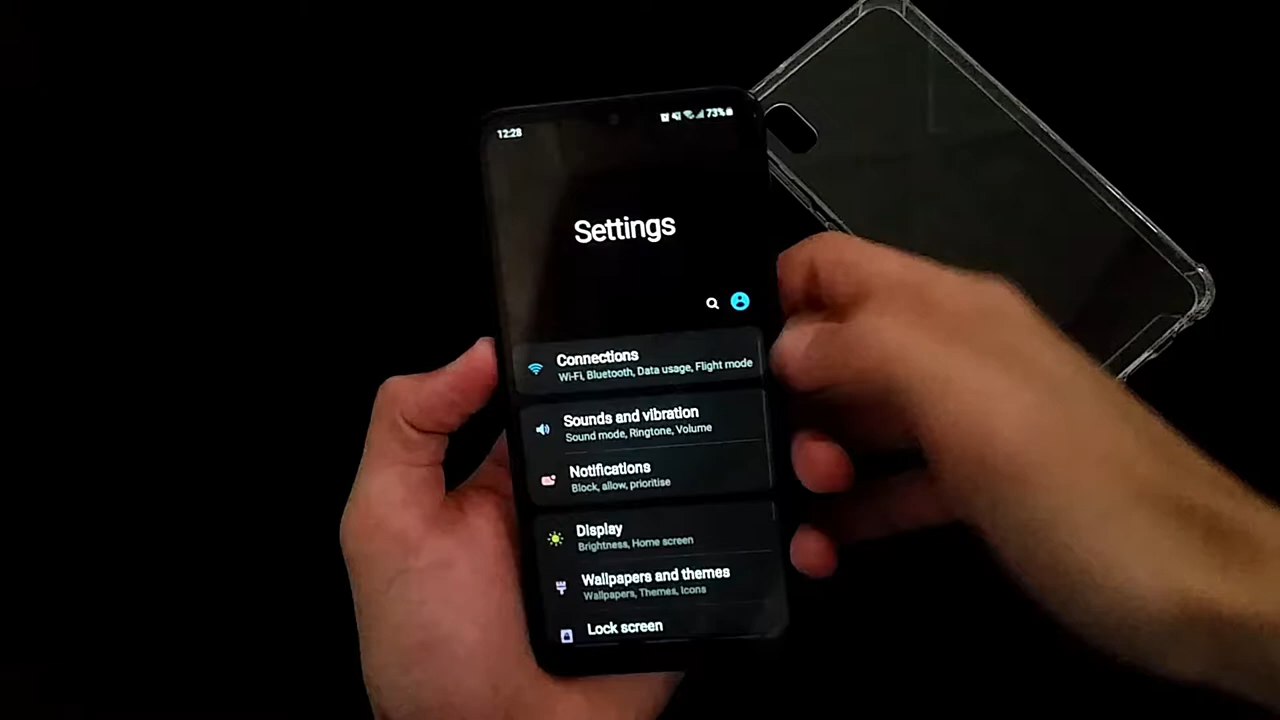 12:28
73%
Settings
Connections
Wi-Fi, Bluetooth, Data usage, Flight mode
Sounds and vibration
Sound mode, Ringtone, Volume
Notifications
Block, allow, prioritise
Display
Brightness, Home screen
Wallpapers and themes
Wallpapers, Themes, Icons
Lock screen